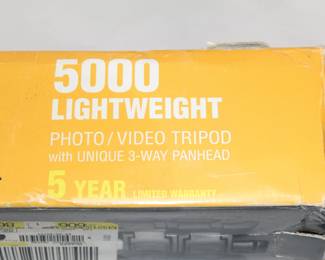 5000
LIGHTWEIGHT
PHOTO/VIDEO TRIPOD
with UNIQUE 3-WAY PANHEAD
5 YEAR LIMITED WARRANTY